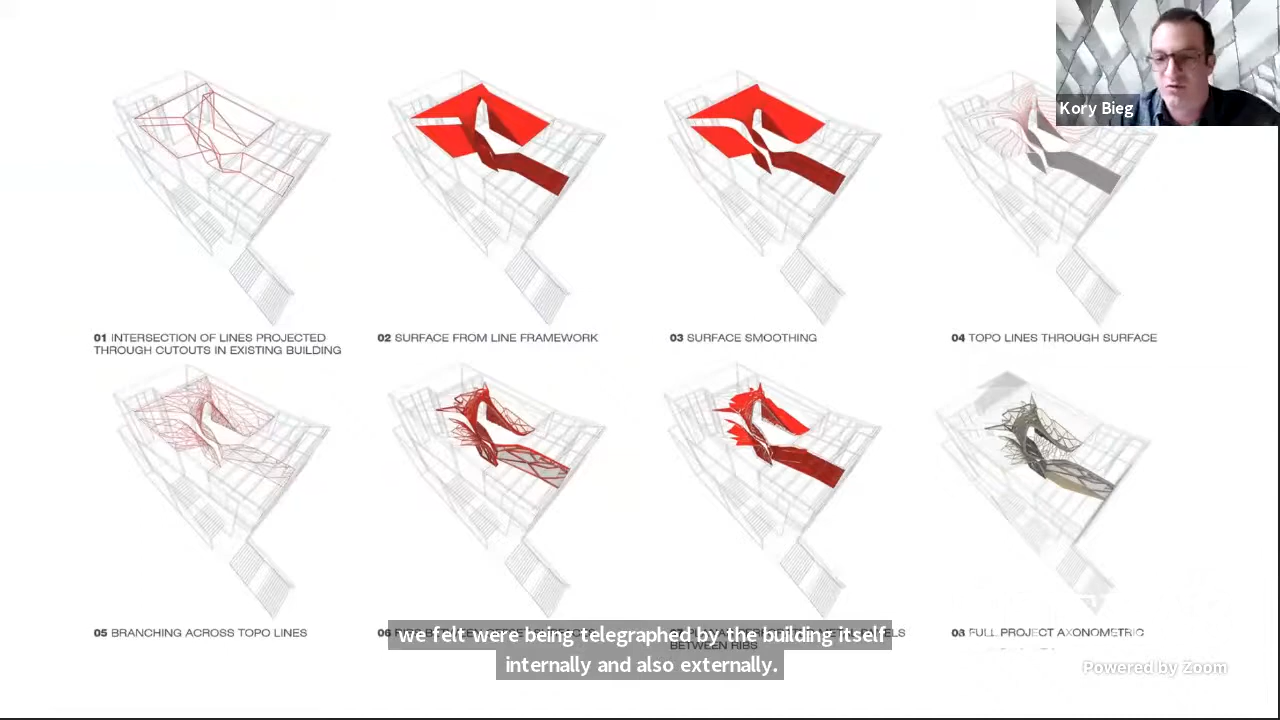 Kory Bieg
01 INTERSECTION OF LINES PROJECTED
THROUGH CUTOUTS IN EXISTING BUILDING
02 SURFACE FROM LINE FRAMEWORK
03 SURFACE SMOOTHING
04 TOPO LINES THROUGH SURFACE
05 BRANCHING ACROSS TOPO LINES
06
BETWEEN RIBS
08 FULL PROJECT AXONOMETRIC
we felt were being telegraphed by the building itself
internally and also externally.
Powered by Zoom